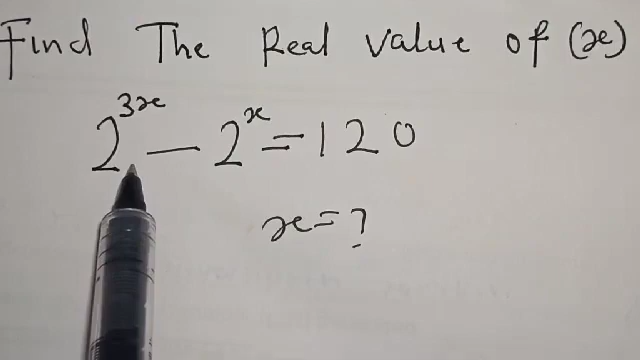 Find The Real value of (x)
2^{3x} — 2^{x} = 120
x = ?